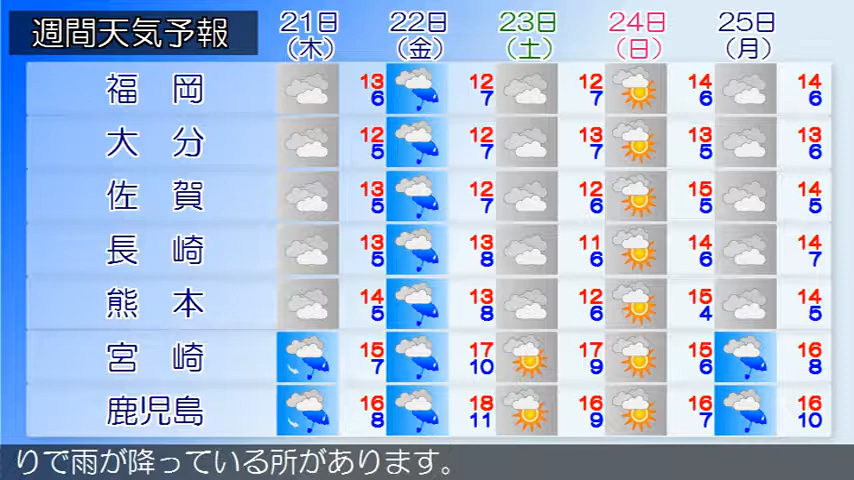 週間天気予報 21日 22日 23日 24日 25日
(木) (金) (土) (日) (月)
福岡 13 6 12 7 12 7 14 6 14 6
大分 12 5 12 7 13 7 13 5 13 6
佐賀 13 5 12 7 12 6 15 5 14 5
長崎 13 5 13 8 11 6 14 6 14 7
熊本 14 5 13 8 12 6 15 4 14 5
宮崎 15 7 17 10 17 9 15 6 16 8
鹿児島 16 8 18 11 16 9 16 7 16 10
りで雨が降っている所があります。